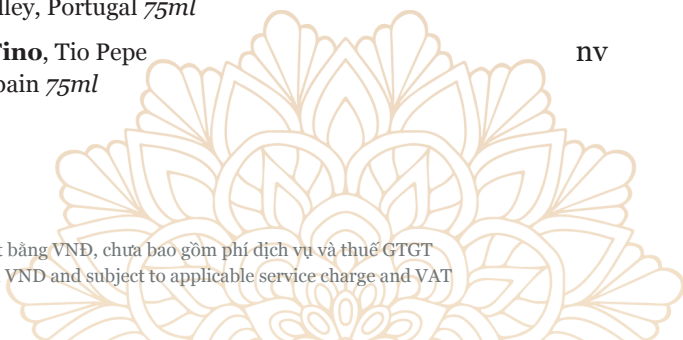 lley, Portugal 75ml
Fino, Tio Pepe nv
pain 75ml
t bằng VNĐ, chưa bao gồm phí dịch vụ và thuế GTGT
VND and subject to applicable service charge and VAT